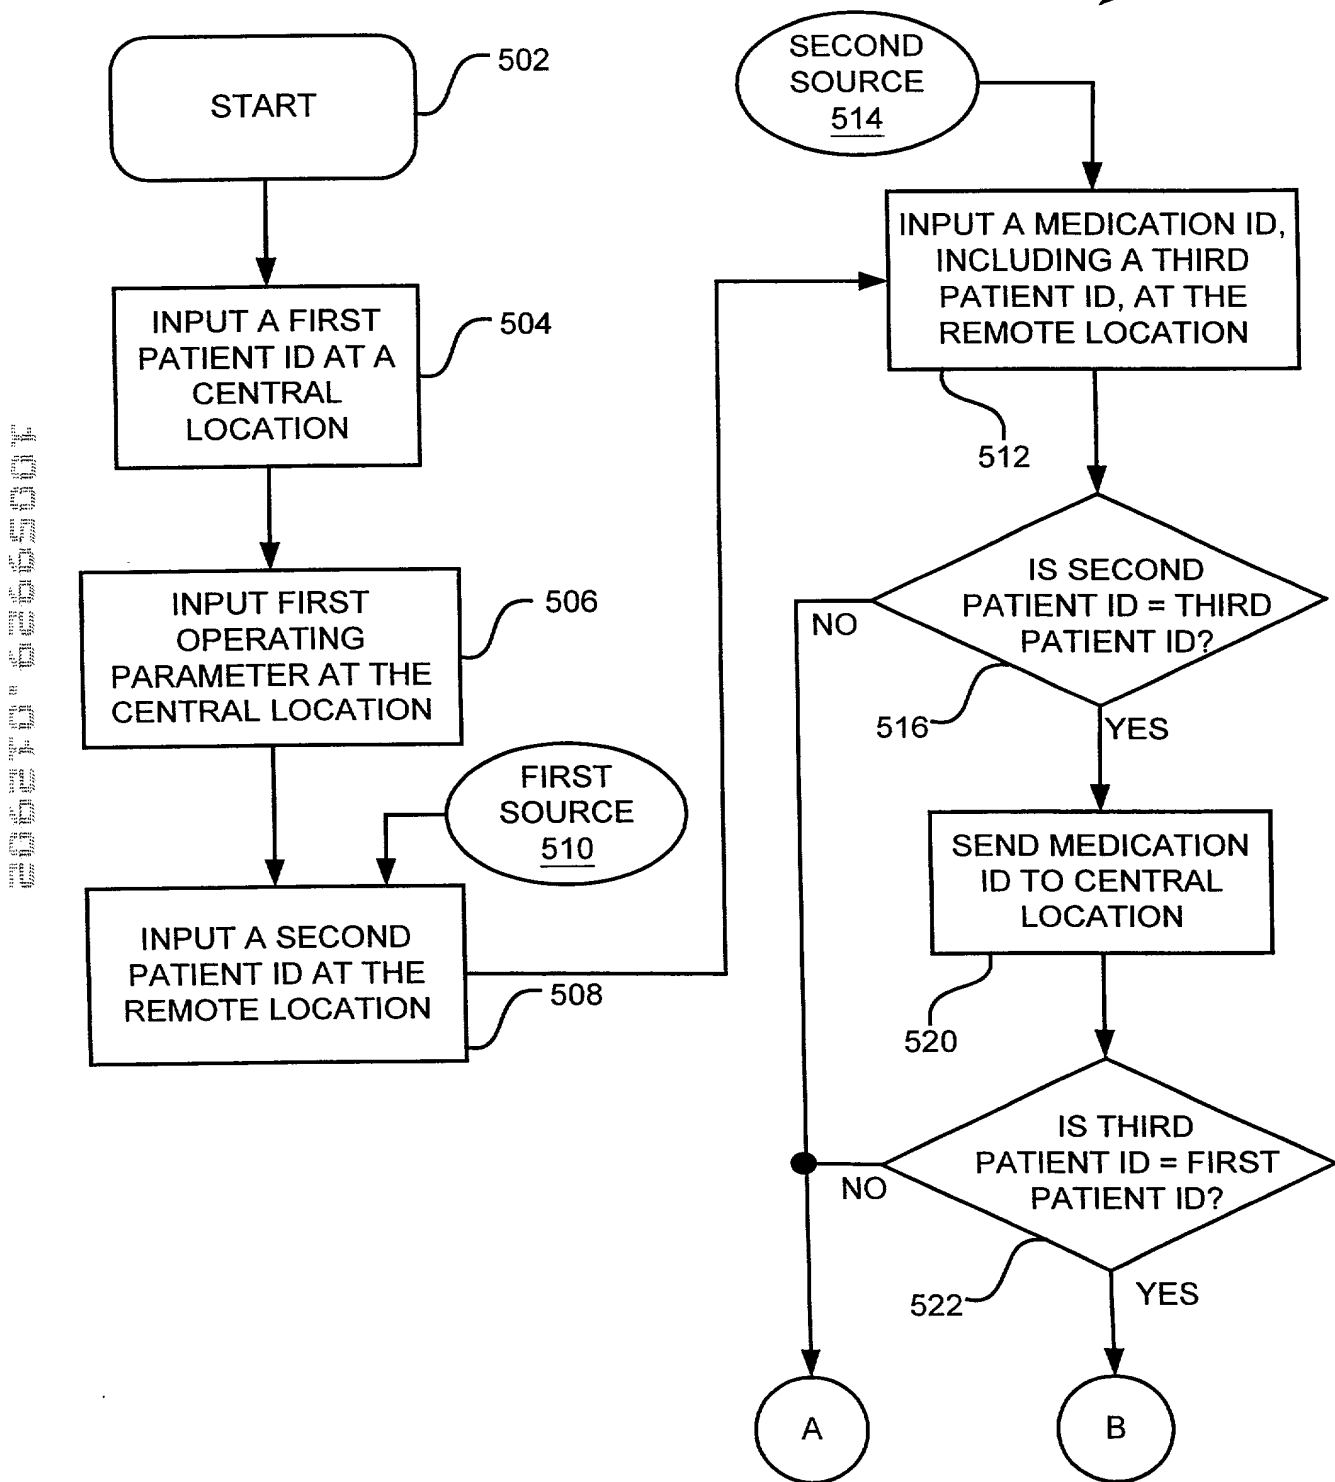 START
502
INPUT A FIRST
PATIENT ID AT A
CENTRAL
LOCATION
504
INPUT FIRST
OPERATING
PARAMETER AT THE
CENTRAL LOCATION
506
FIRST
SOURCE
510
INPUT A SECOND
PATIENT ID AT THE
REMOTE LOCATION
508
SECOND
SOURCE
514
INPUT A MEDICATION ID,
INCLUDING A THIRD
PATIENT ID, AT THE
REMOTE LOCATION
512
IS SECOND
PATIENT ID = THIRD
PATIENT ID?
NO
516
YES
SEND MEDICATION
ID TO CENTRAL
LOCATION
520
IS THIRD
PATIENT ID = FIRST
PATIENT ID?
NO
522
YES
A
B